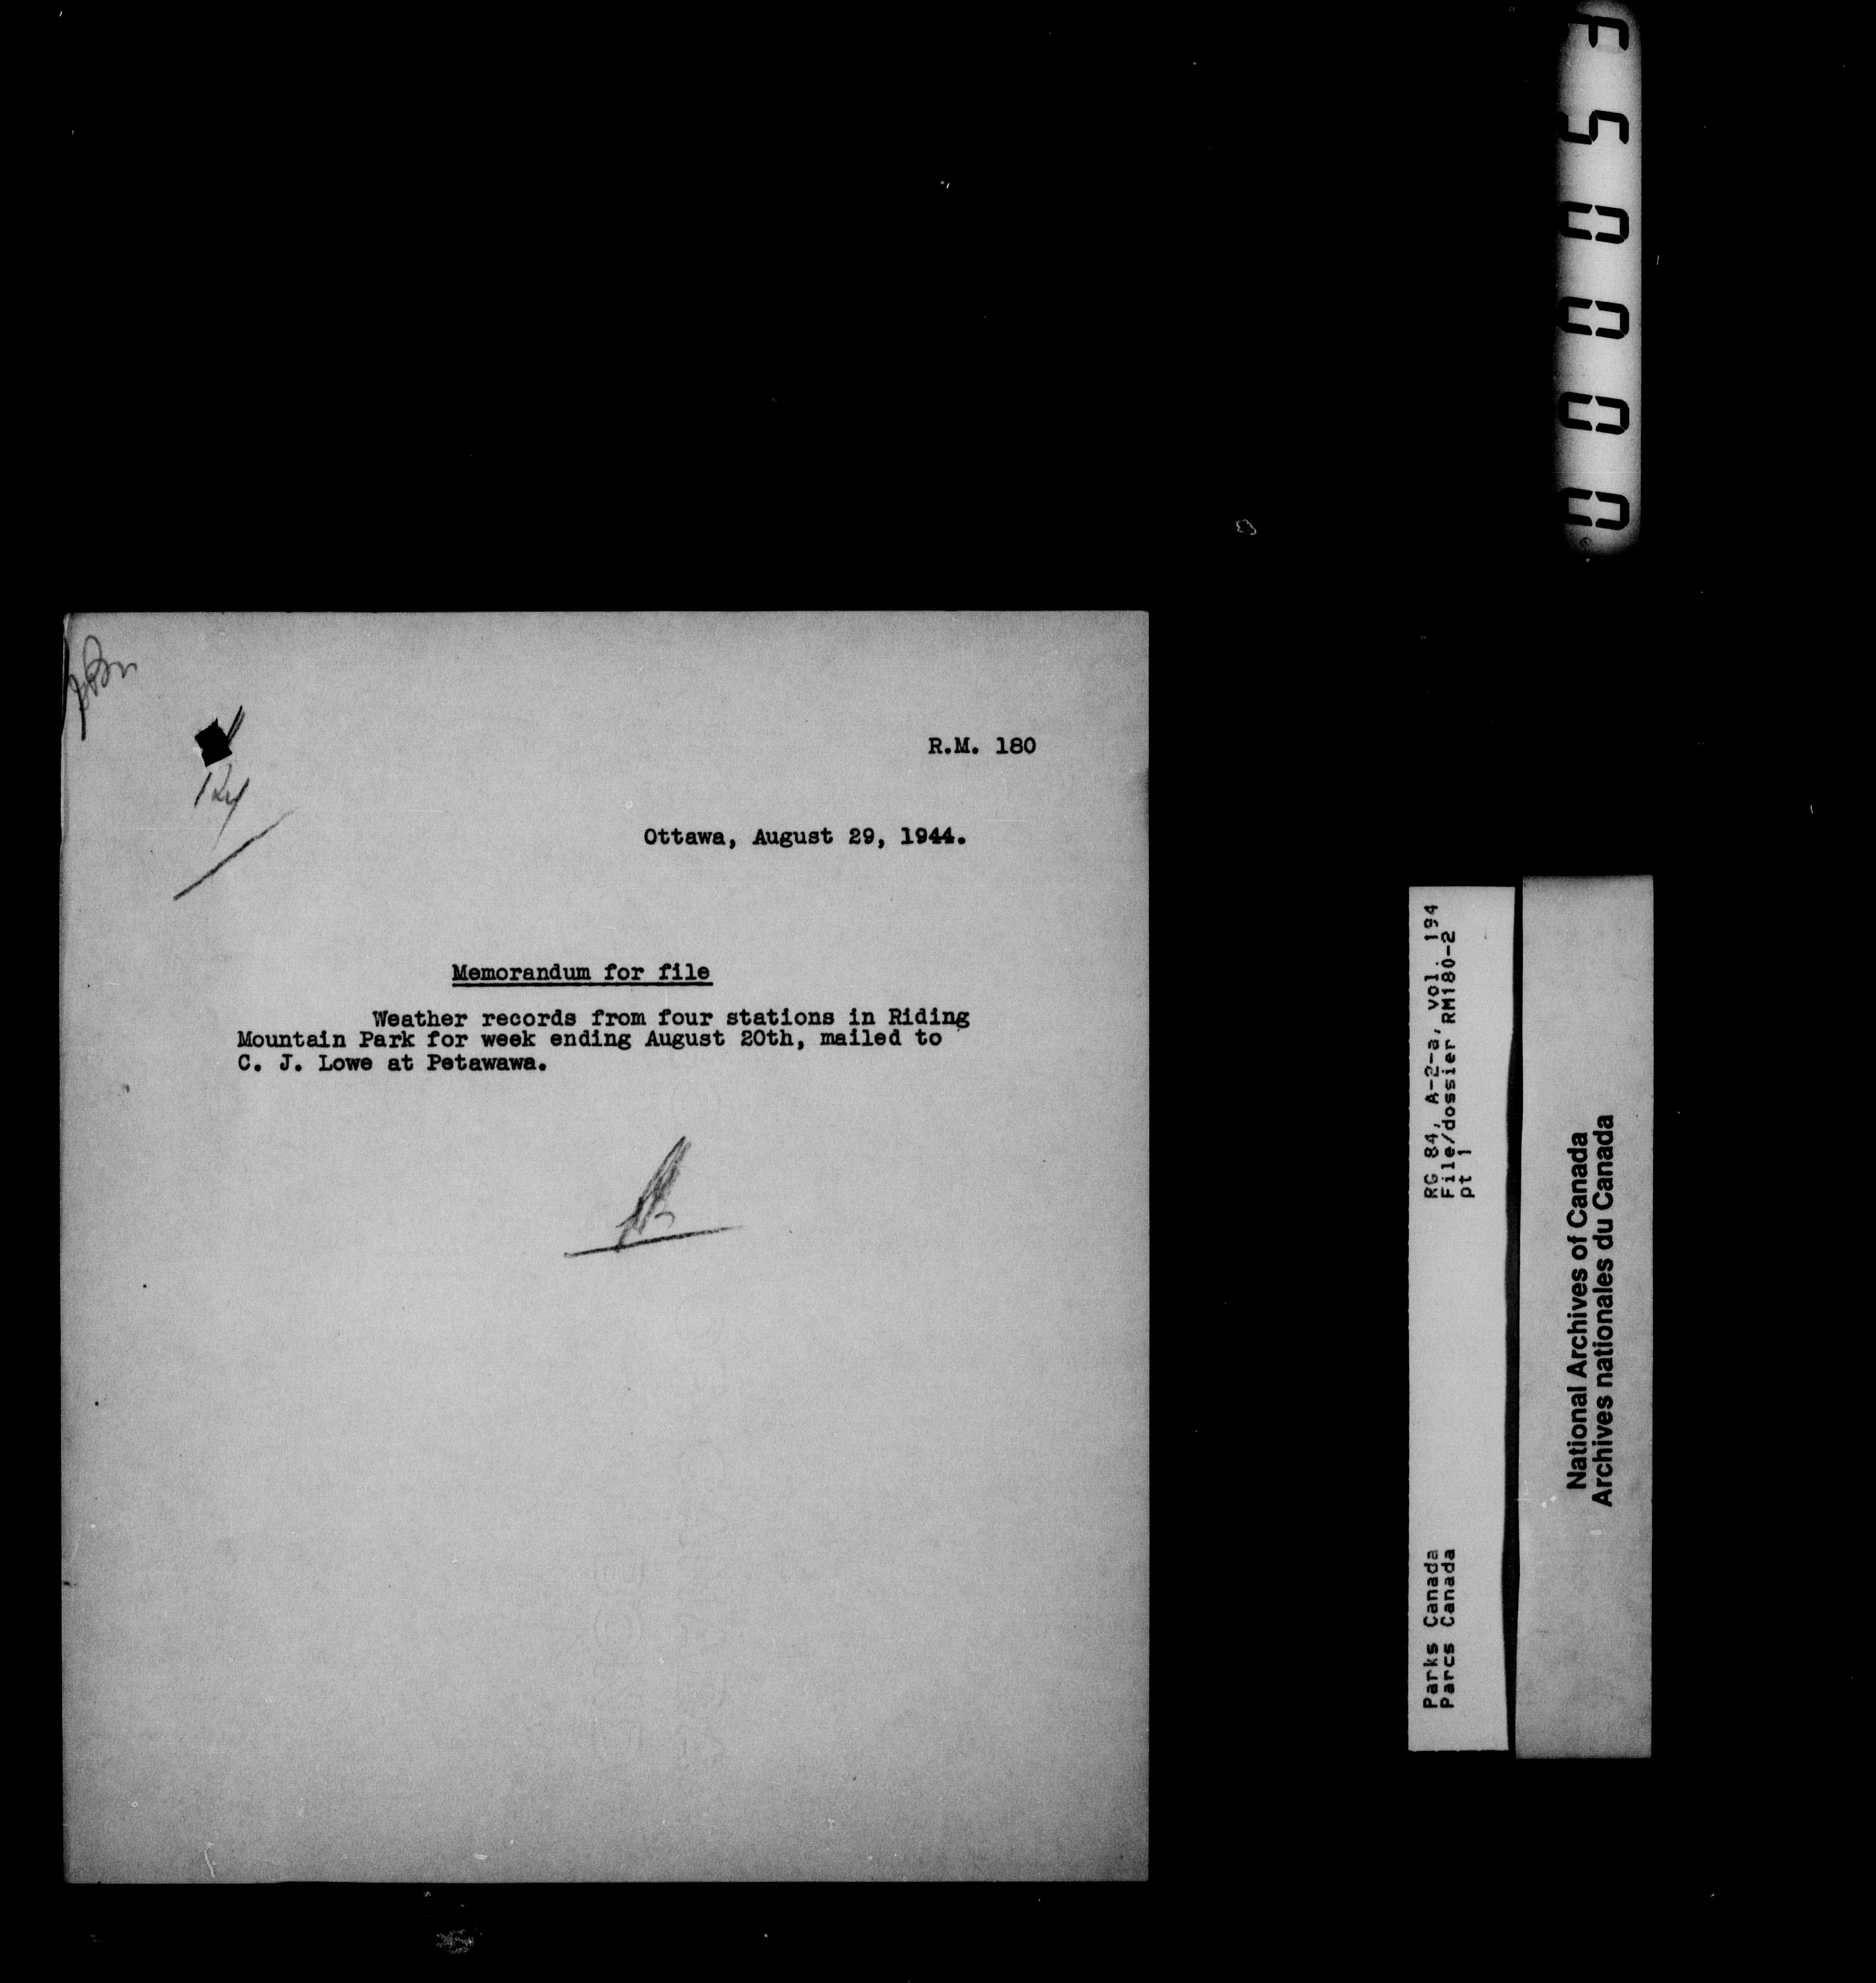 R.M. 180
Ottawa, August 29, 1944.
Memorandum for file
Weather records from four stations in Riding
Mountain Park for week ending August 20th, mailed to
C. J. Lowe at Petawawa.
RG 84, A-2-a, vol. 194
File/dossier RM180-2
pt 1
Parks Canada
Parcs Canada
National Archives of Canada
Archives nationales du Canada